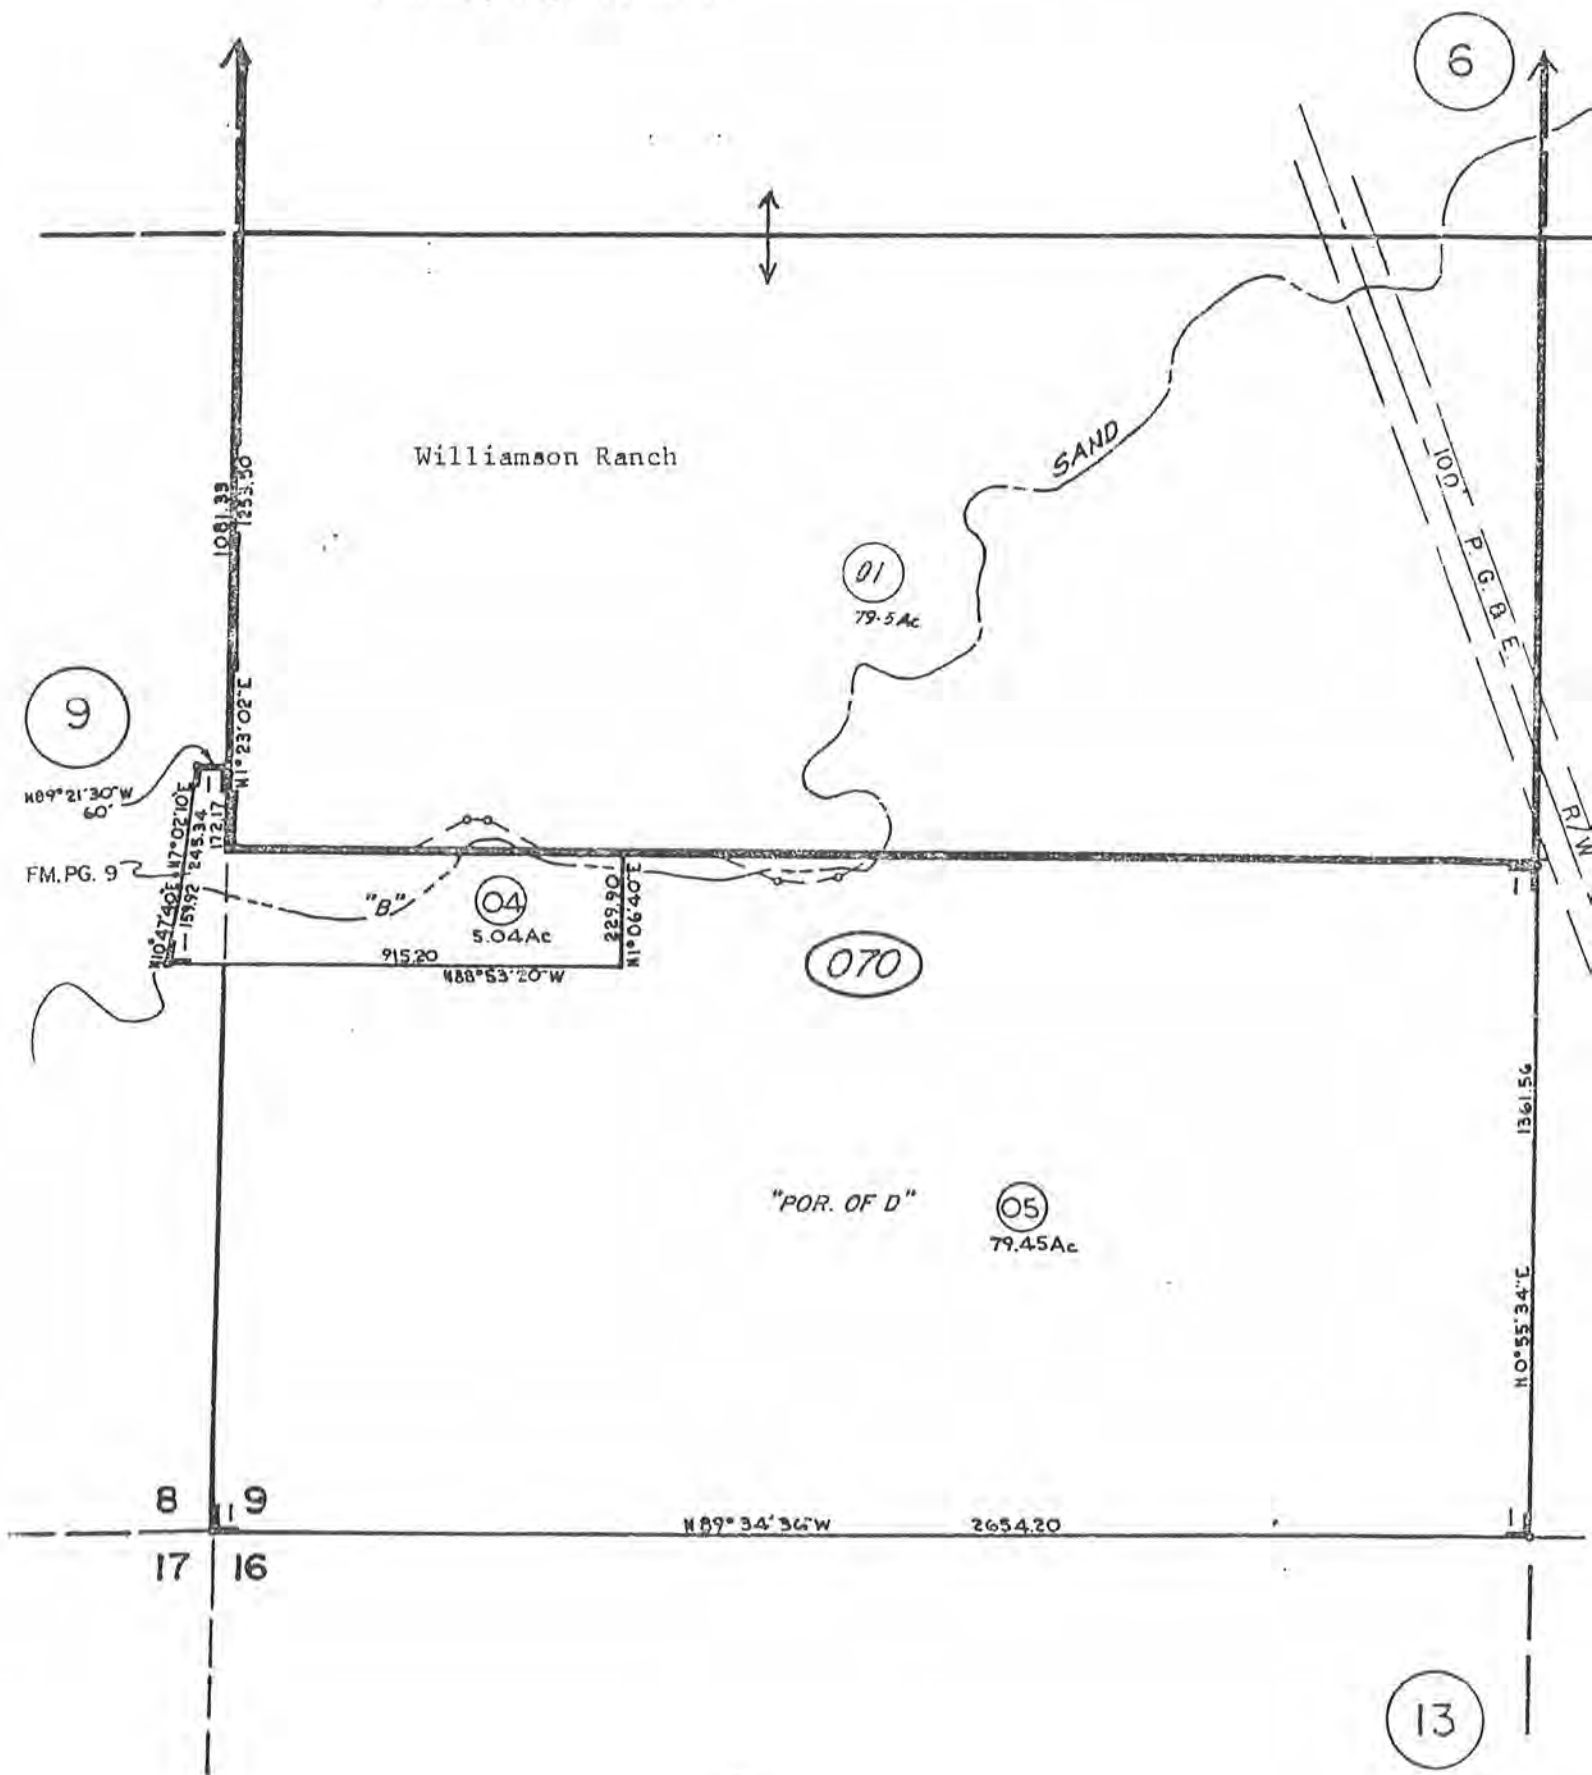 6
Williamson Ranch
SAND
100' P. G. & E. R/W
1081.33
1253.50
01
79.5 Ac
9
N1°23'02"E
N89°21'30"W
60'
N7°02'10"E
245.34
172.17
FM. PG. 9
N10°47'40"E
159.92
"B"
04
5.04Ac
229.90
N1°06'40"E
915.20
N88°53'20"W
070
1361.56
"POR. OF D"
05
79.45Ac
N0°55'34"E
8 9
N89°34'36"W 2654.20
17 16
13